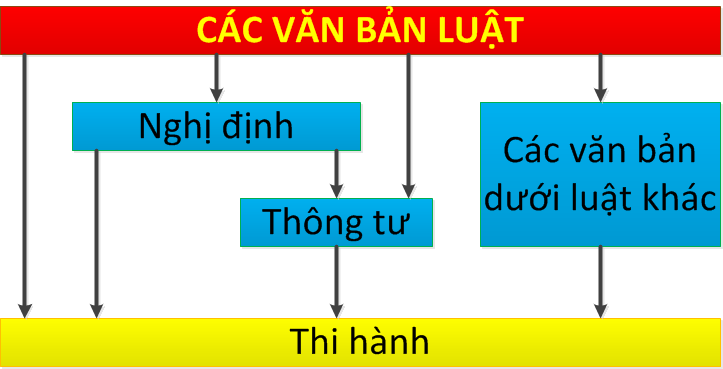 CÁC VĂN BẢN LUẬT
Nghị định
Các văn bản
dưới luật khác
Thông tư
Thi hành